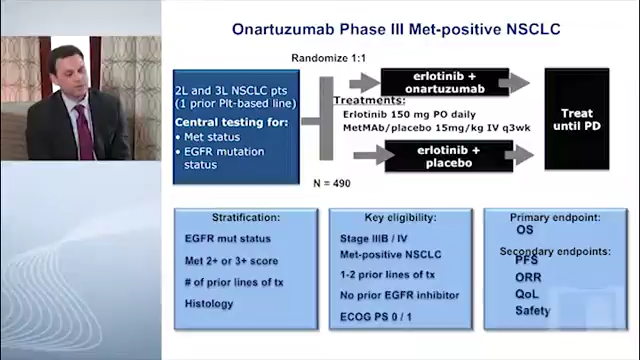 Onartuzumab Phase III Met-positive NSCLC
Randomize 1:1
2L and 3L NSCLC pts
(1 prior Plt-based line)
Central testing for:
• Met status
• EGFR mutation
status
erlotinib +
onartuzumab
Treatments:
Erlotinib 150 mg PO daily
MetMAb/placebo 15mg/kg IV q3wk
erlotinib +
placebo
Treat
until PD
N = 490
Stratification:
EGFR mut status
Met 2+ or 3+ score
# of prior lines of tx
Histology
Key eligibility:
Stage IIIB / IV
Met-positive NSCLC
1-2 prior lines of tx
No prior EGFR inhibitor
ECOG PS 0 / 1
Primary endpoint:
OS
Secondary endpoints:
PFS
ORR
QoL
Safety